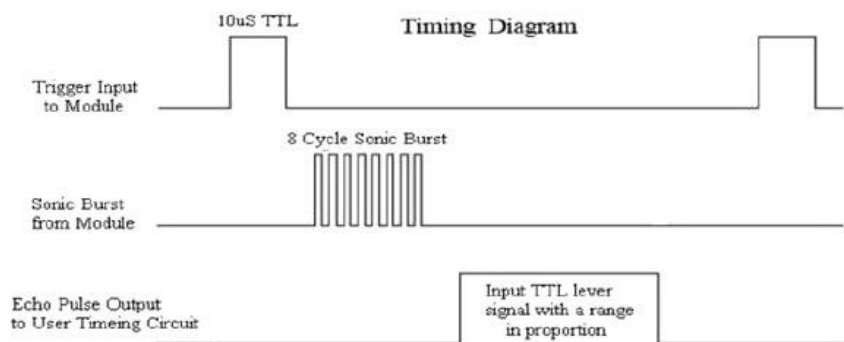 10uS TTL
Timing Diagram
Trigger Input
to Module
8 Cycle Sonic Burst
Sonic Burst
from Module
Echo Pulse Output
to User Timeing Circuit
Input TTL lever
signal with a range
in proportion